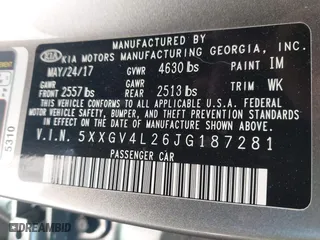 MANUFACTURED BY
KIA KIA MOTORS MANUFACTURING GEORGIA, INC.
MAY/24/17 GVWR 4630 lbs PAINT IM
GAWR FRONT 2557 lbs GAWR REAR 2513 lbs TRIM WK
THIS VEHICLE CONFORMS TO ALL APPLICABLE FEDERAL
MOTOR VEHICLE SAFETY, BUMPER, AND THEFT PREVENTION
STANDARDS IN EFFECT ON THE DATE OF MANUFACTURE SHOWN ABOVE.
V.I.N. 5XXGV4L26JG187281
PASSENGER CAR
5310
DREAMBID